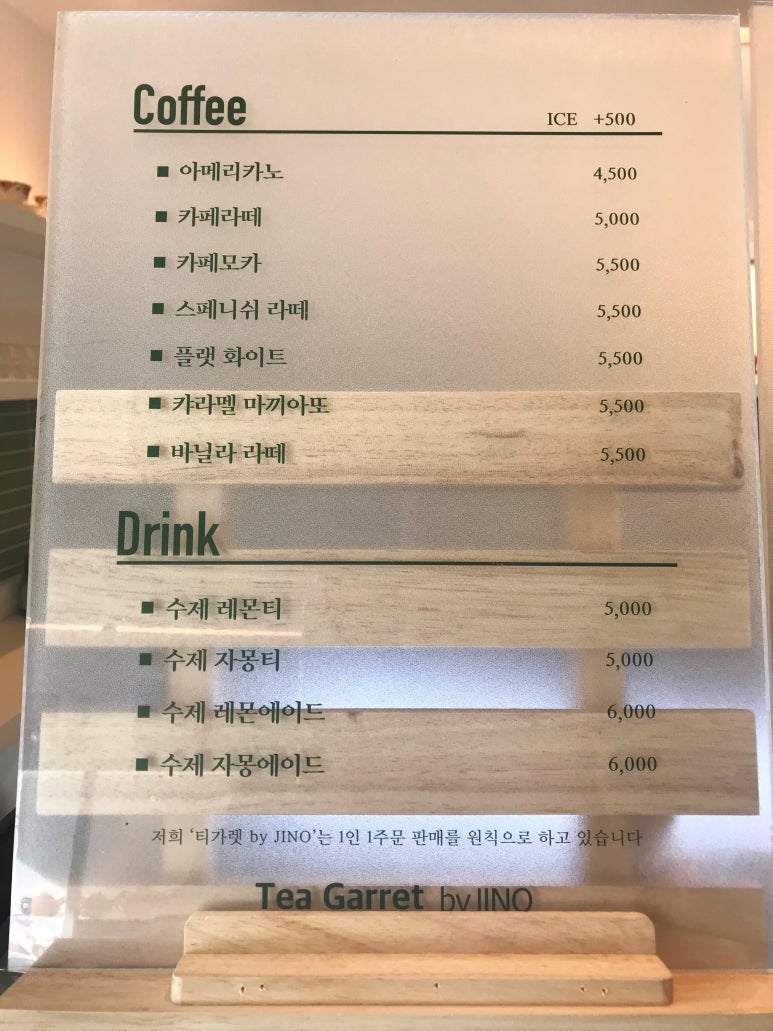 Coffee ICE +500
■ 아메리카노 4,500
■ 카페라떼 5,000
■ 카페모카 5,500
■ 스페니쉬 라떼 5,500
■ 플랫 화이트 5,500
■ 캬라멜 마끼아또 5,500
■ 바닐라 라떼 5,500
Drink
■ 수제 레몬티 5,000
■ 수제 자몽티 5,000
■ 수제 레몬에이드 6,000
■ 수제 자몽에이드 6,000
저희 ‘티가렛 by JINO’는 1인 1주문 판매를 원칙으로 하고 있습니다
Tea Garret by JINO